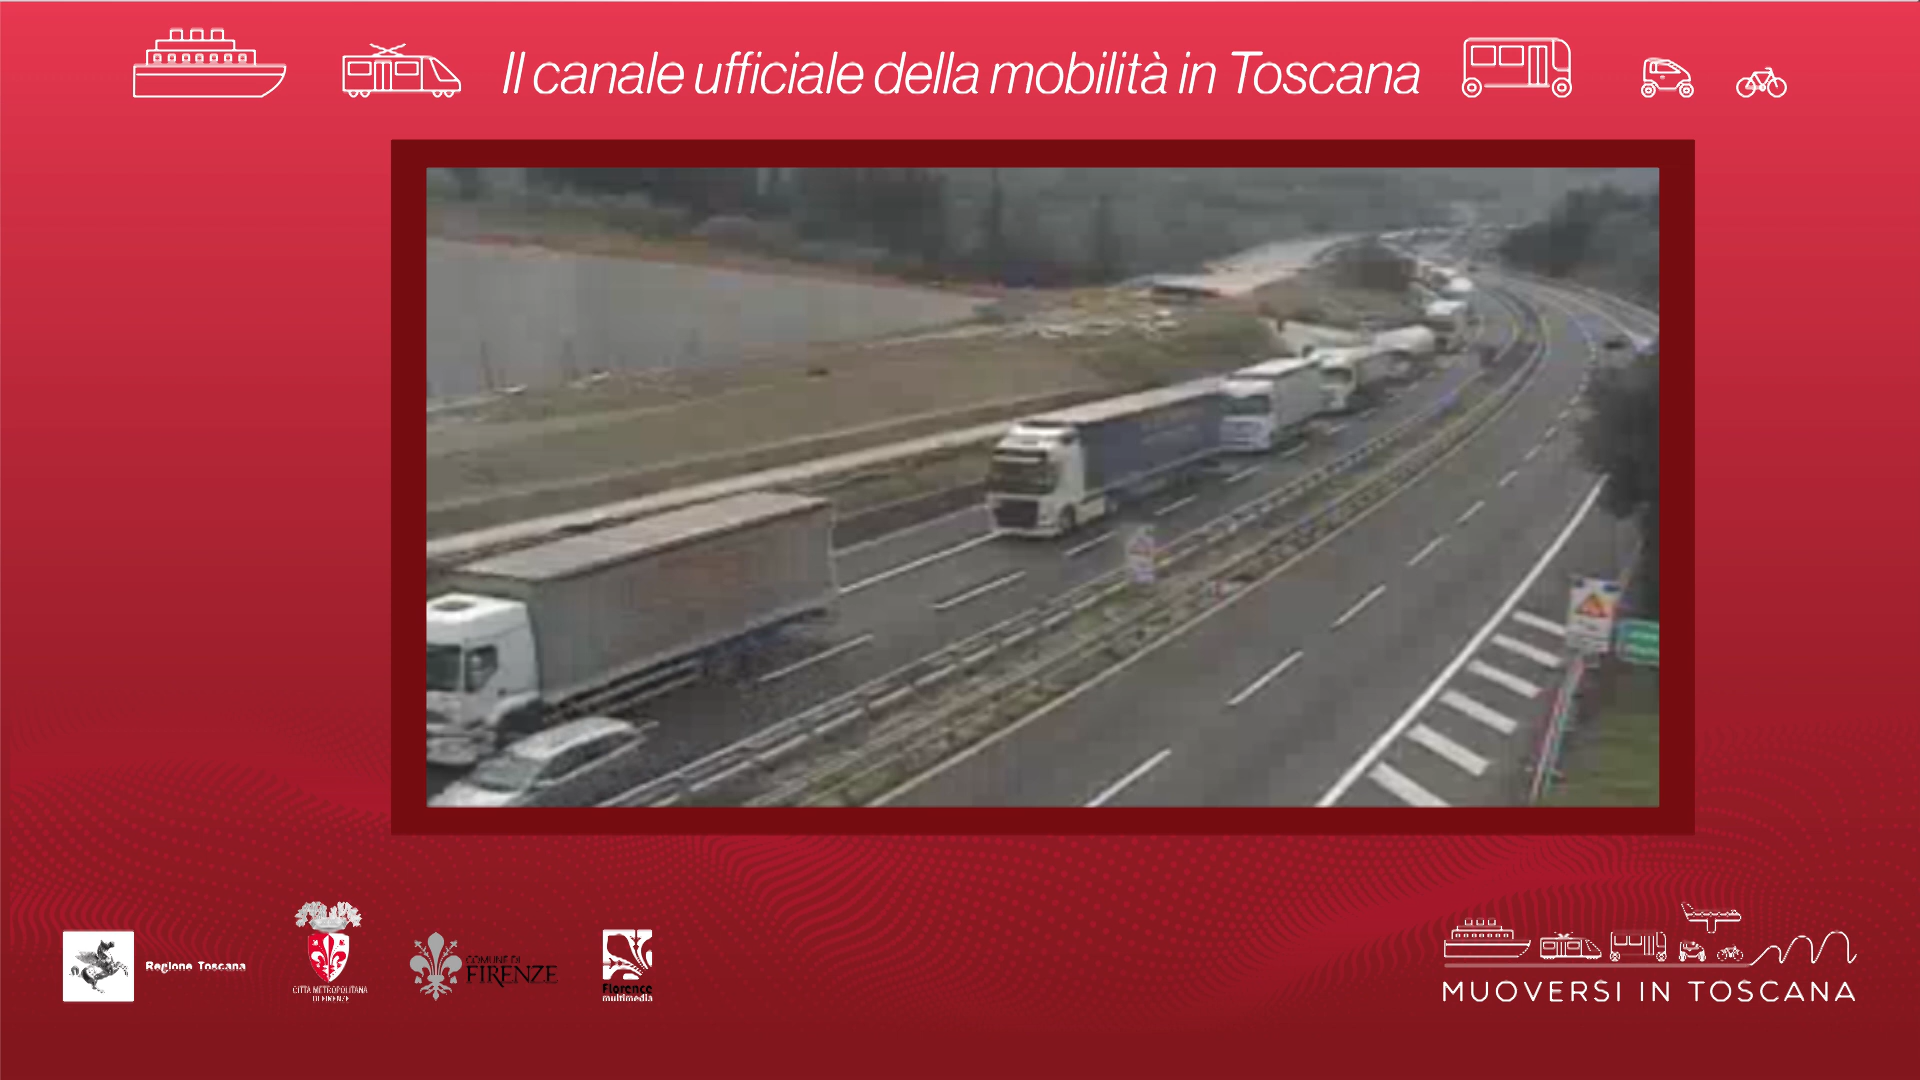 Il canale ufficiale della mobilità in Toscana
Regione Toscana
CITTÀ METROPOLITANA
DI FIRENZE
COMUNE DI
FIRENZE
Florence
multimedia
MUOVERSI IN TOSCANA